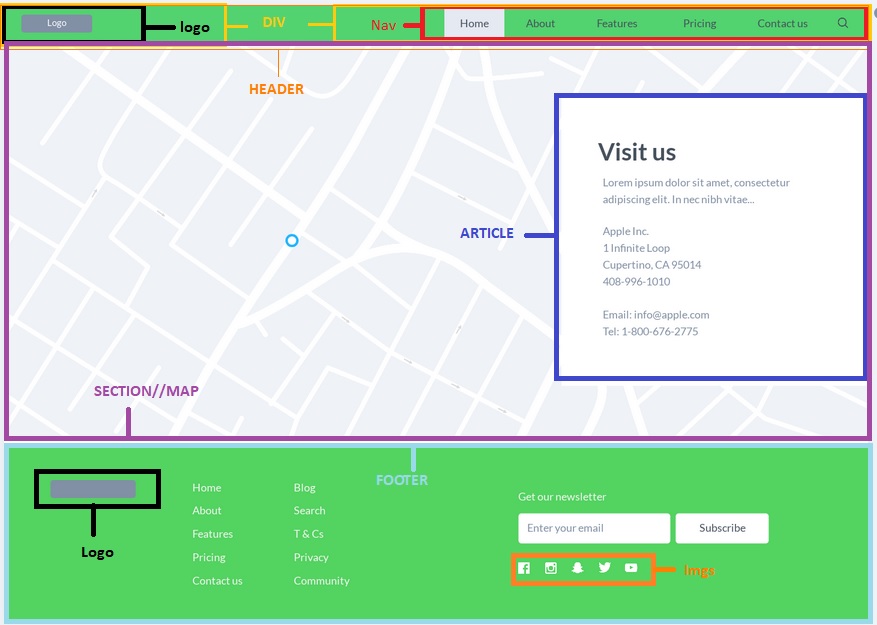 Logo
logo
DIV
Nav
Home
About
Features
Pricing
Contact us
HEADER
Visit us
Lorem ipsum dolor sit amet, consectetur
adipiscing elit. In nec nibh vitae...
Apple Inc.
1 Infinite Loop
Cupertino, CA 95014
408-996-1010
Email: info@apple.com
Tel: 1-800-676-2775
ARTICLE
SECTION//MAP
FOOTER
Logo
Home
About
Features
Pricing
Contact us
Blog
Search
T & Cs
Privacy
Community
Get our newsletter
Enter your email
Subscribe
Imgs